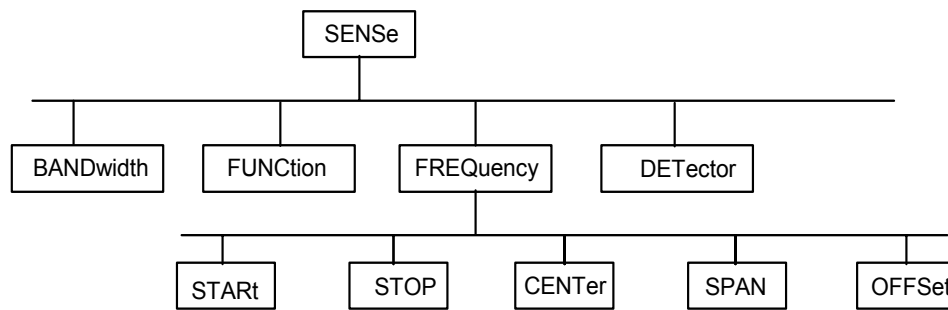 SENSe
BANDwidth FUNCtion FREQuency DETector
STARt STOP CENTer SPAN OFFSet